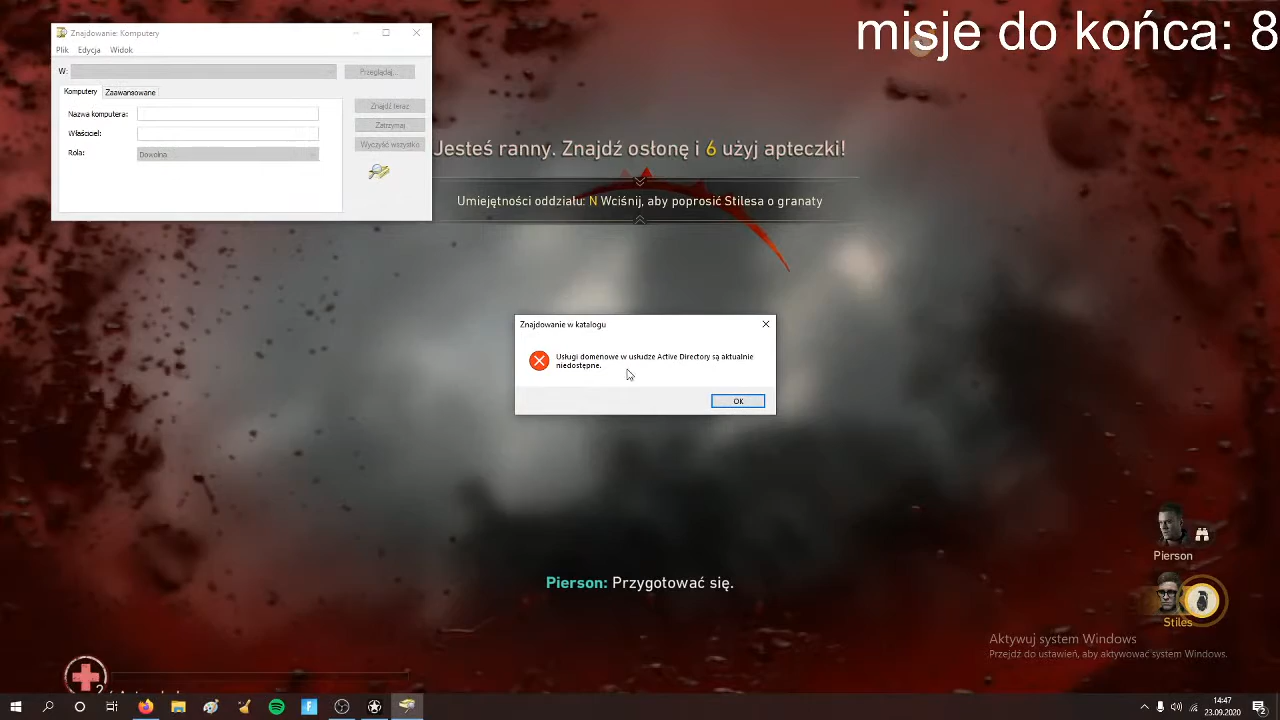 misje do końca: 8
Znajdowanie: Komputery
Plik Edycja Widok
W:
Przeglądaj...
Komputery Zaawansowane
Nazwa komputera:
Właściciel:
Rola: Dowolna
Znajdź teraz
Zatrzymaj
Wyczyść wszystko
Jesteś ranny. Znajdź osłonę i 6 użyj apteczki!
Umiejętności oddziału: N Wciśnij, aby poprosić Stilesa o granaty
Znajdowanie w katalogu
Usługi domenowe w usłudze Active Directory są aktualnie
niedostępne.
OK
Pierson
Pierson: Przygotować się.
Stiles
Aktywuj system Windows
Przejdź do ustawień, aby aktywować system Windows.
2
14:47
23.09.2020
2